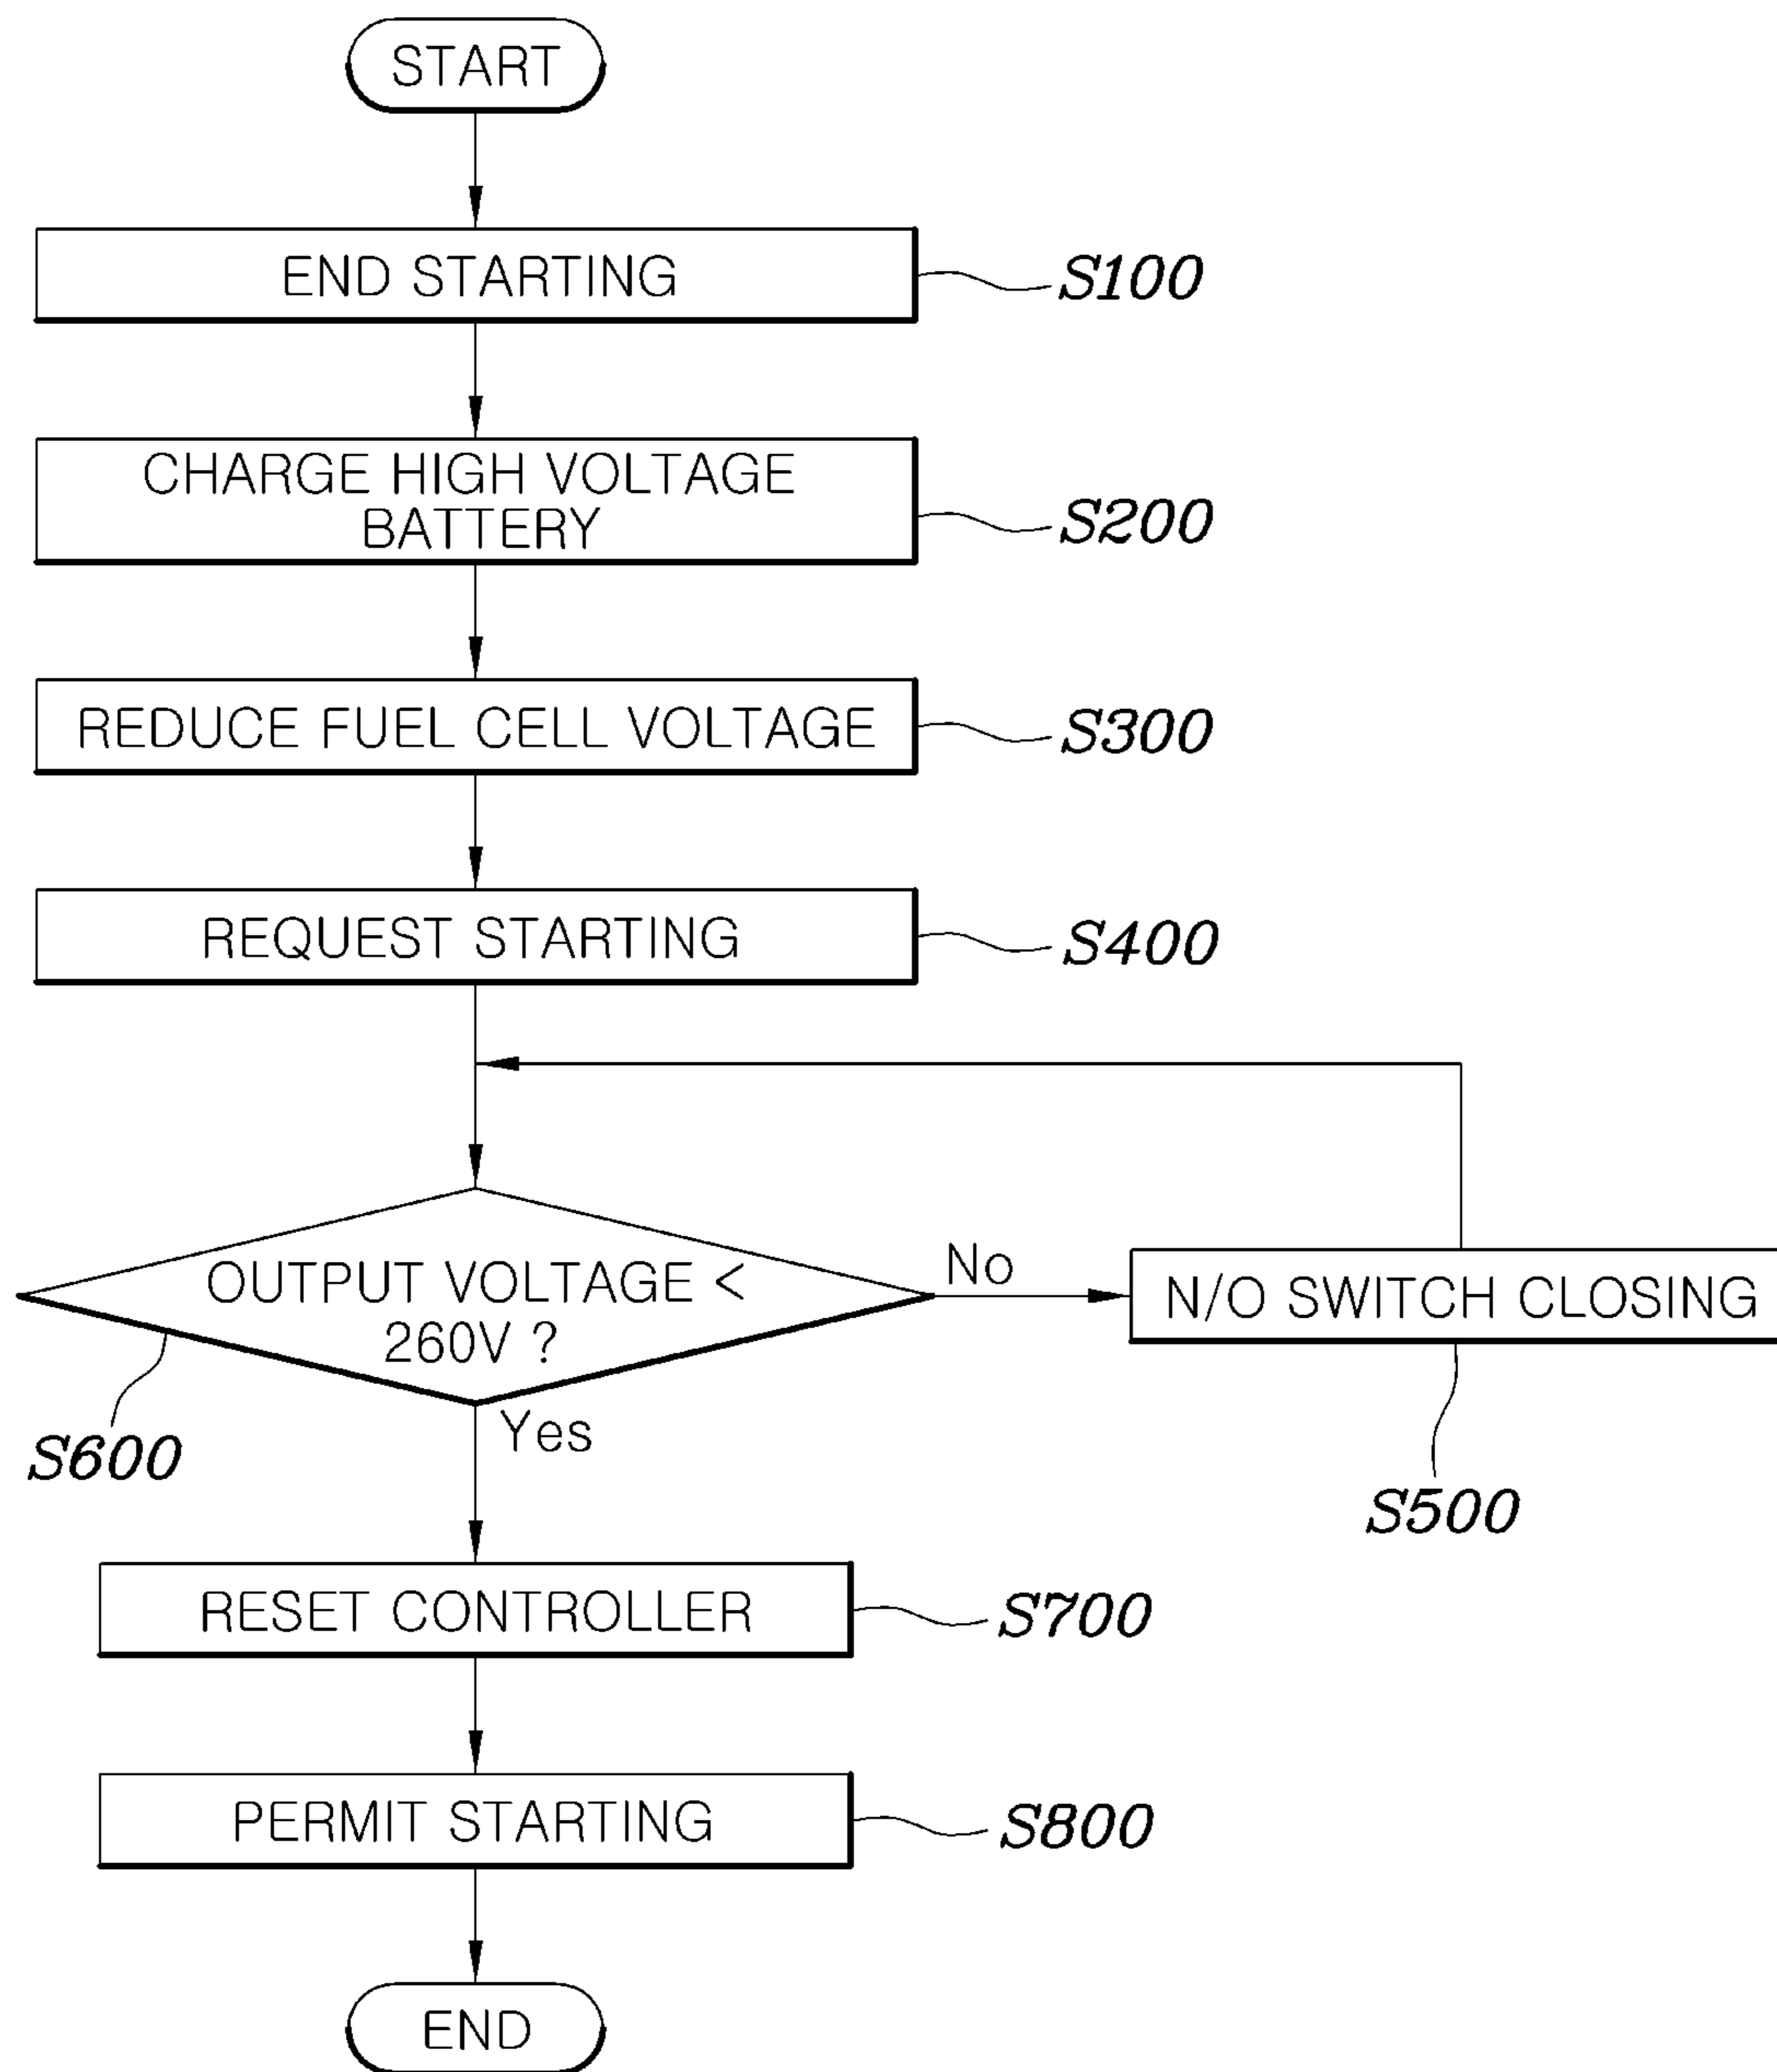 START
END STARTING
S100
CHARGE HIGH VOLTAGE
BATTERY
S200
REDUCE FUEL CELL VOLTAGE
S300
REQUEST STARTING
S400
OUTPUT VOLTAGE <
260V ?
No
N/O SWITCH CLOSING
Yes
S600
S500
RESET CONTROLLER
S700
PERMIT STARTING
S800
END